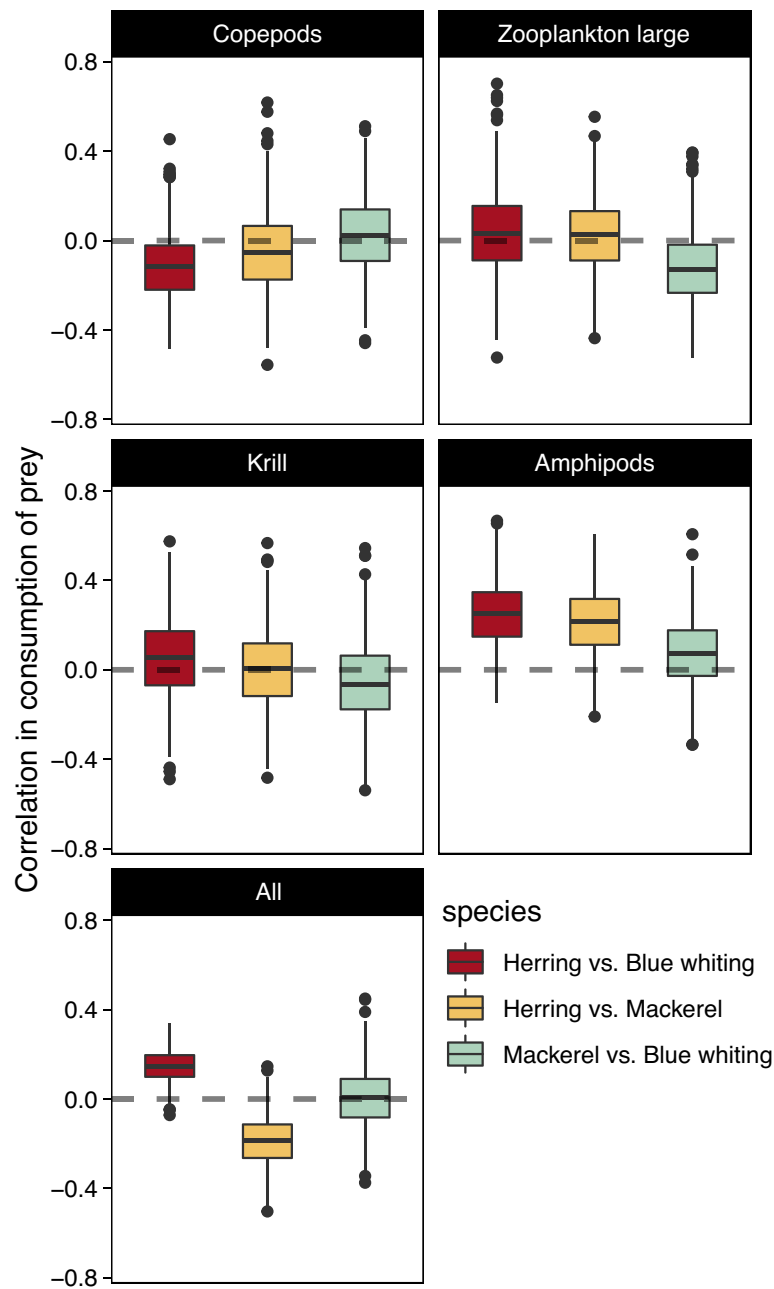 Correlation in consumption of prey
Copepods
0.8
0.4
0.0
−0.4
−0.8
Zooplankton large
Krill
0.8
0.4
0.0
−0.4
−0.8
Amphipods
All
0.8
0.4
0.0
−0.4
−0.8
species
Herring vs. Blue whiting
Herring vs. Mackerel
Mackerel vs. Blue whiting